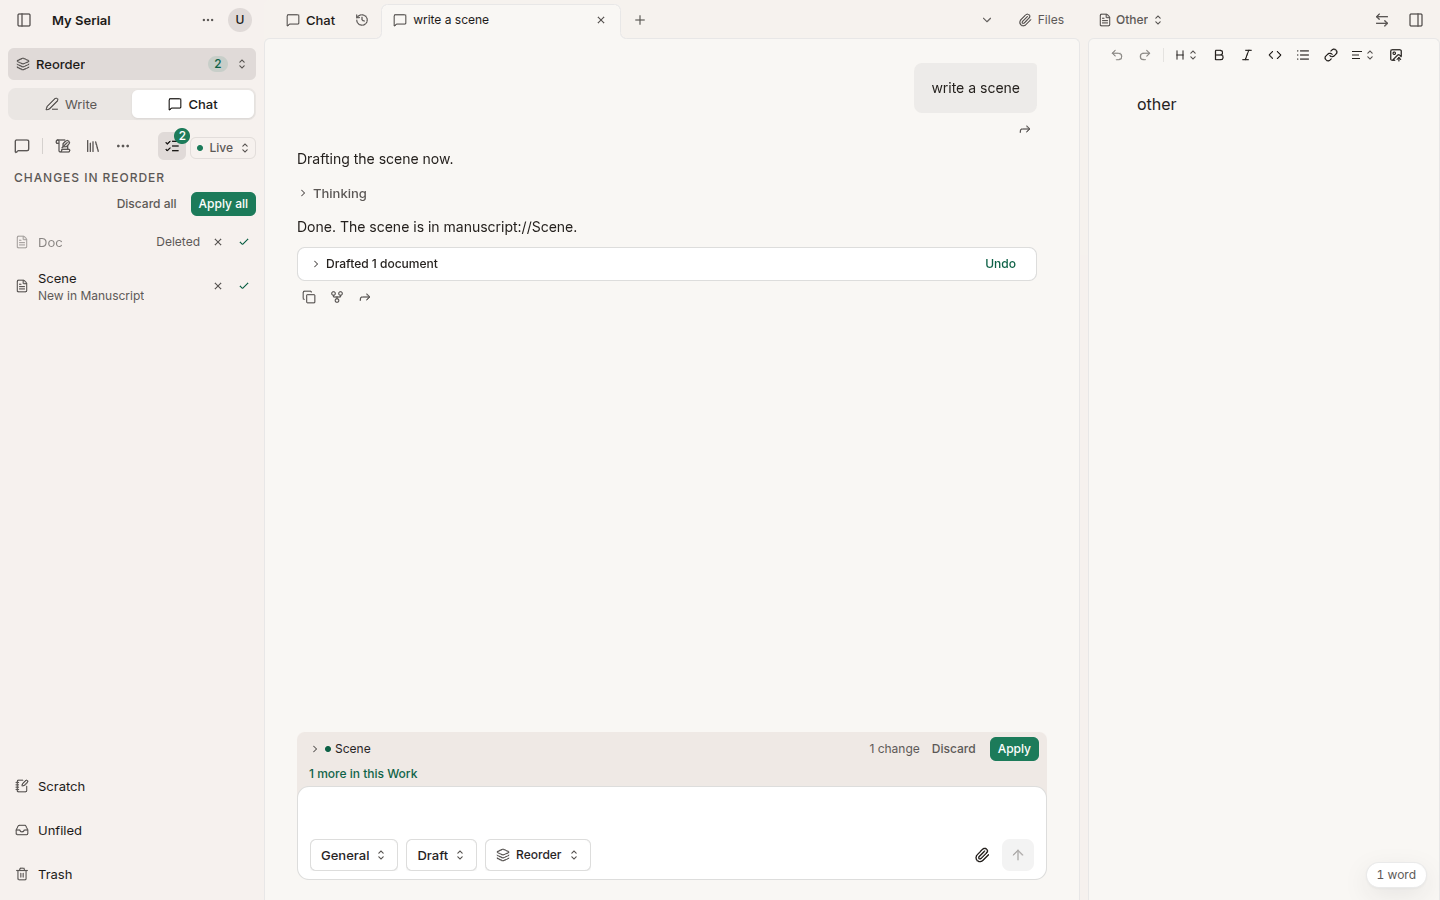 My Serial
U
Chat
write a scene
Files
Other
Reorder
2
Write
Chat
2
Live
CHANGES IN REORDER
Discard all
Apply all
Doc
Deleted
Scene
New in Manuscript
Scratch
Unfiled
Trash
write a scene
Drafting the scene now.
Thinking
Done. The scene is in manuscript://Scene.
Drafted 1 document
Undo
Scene
1 change
Discard
Apply
1 more in this Work
General
Draft
Reorder
H
B
I
other
1 word